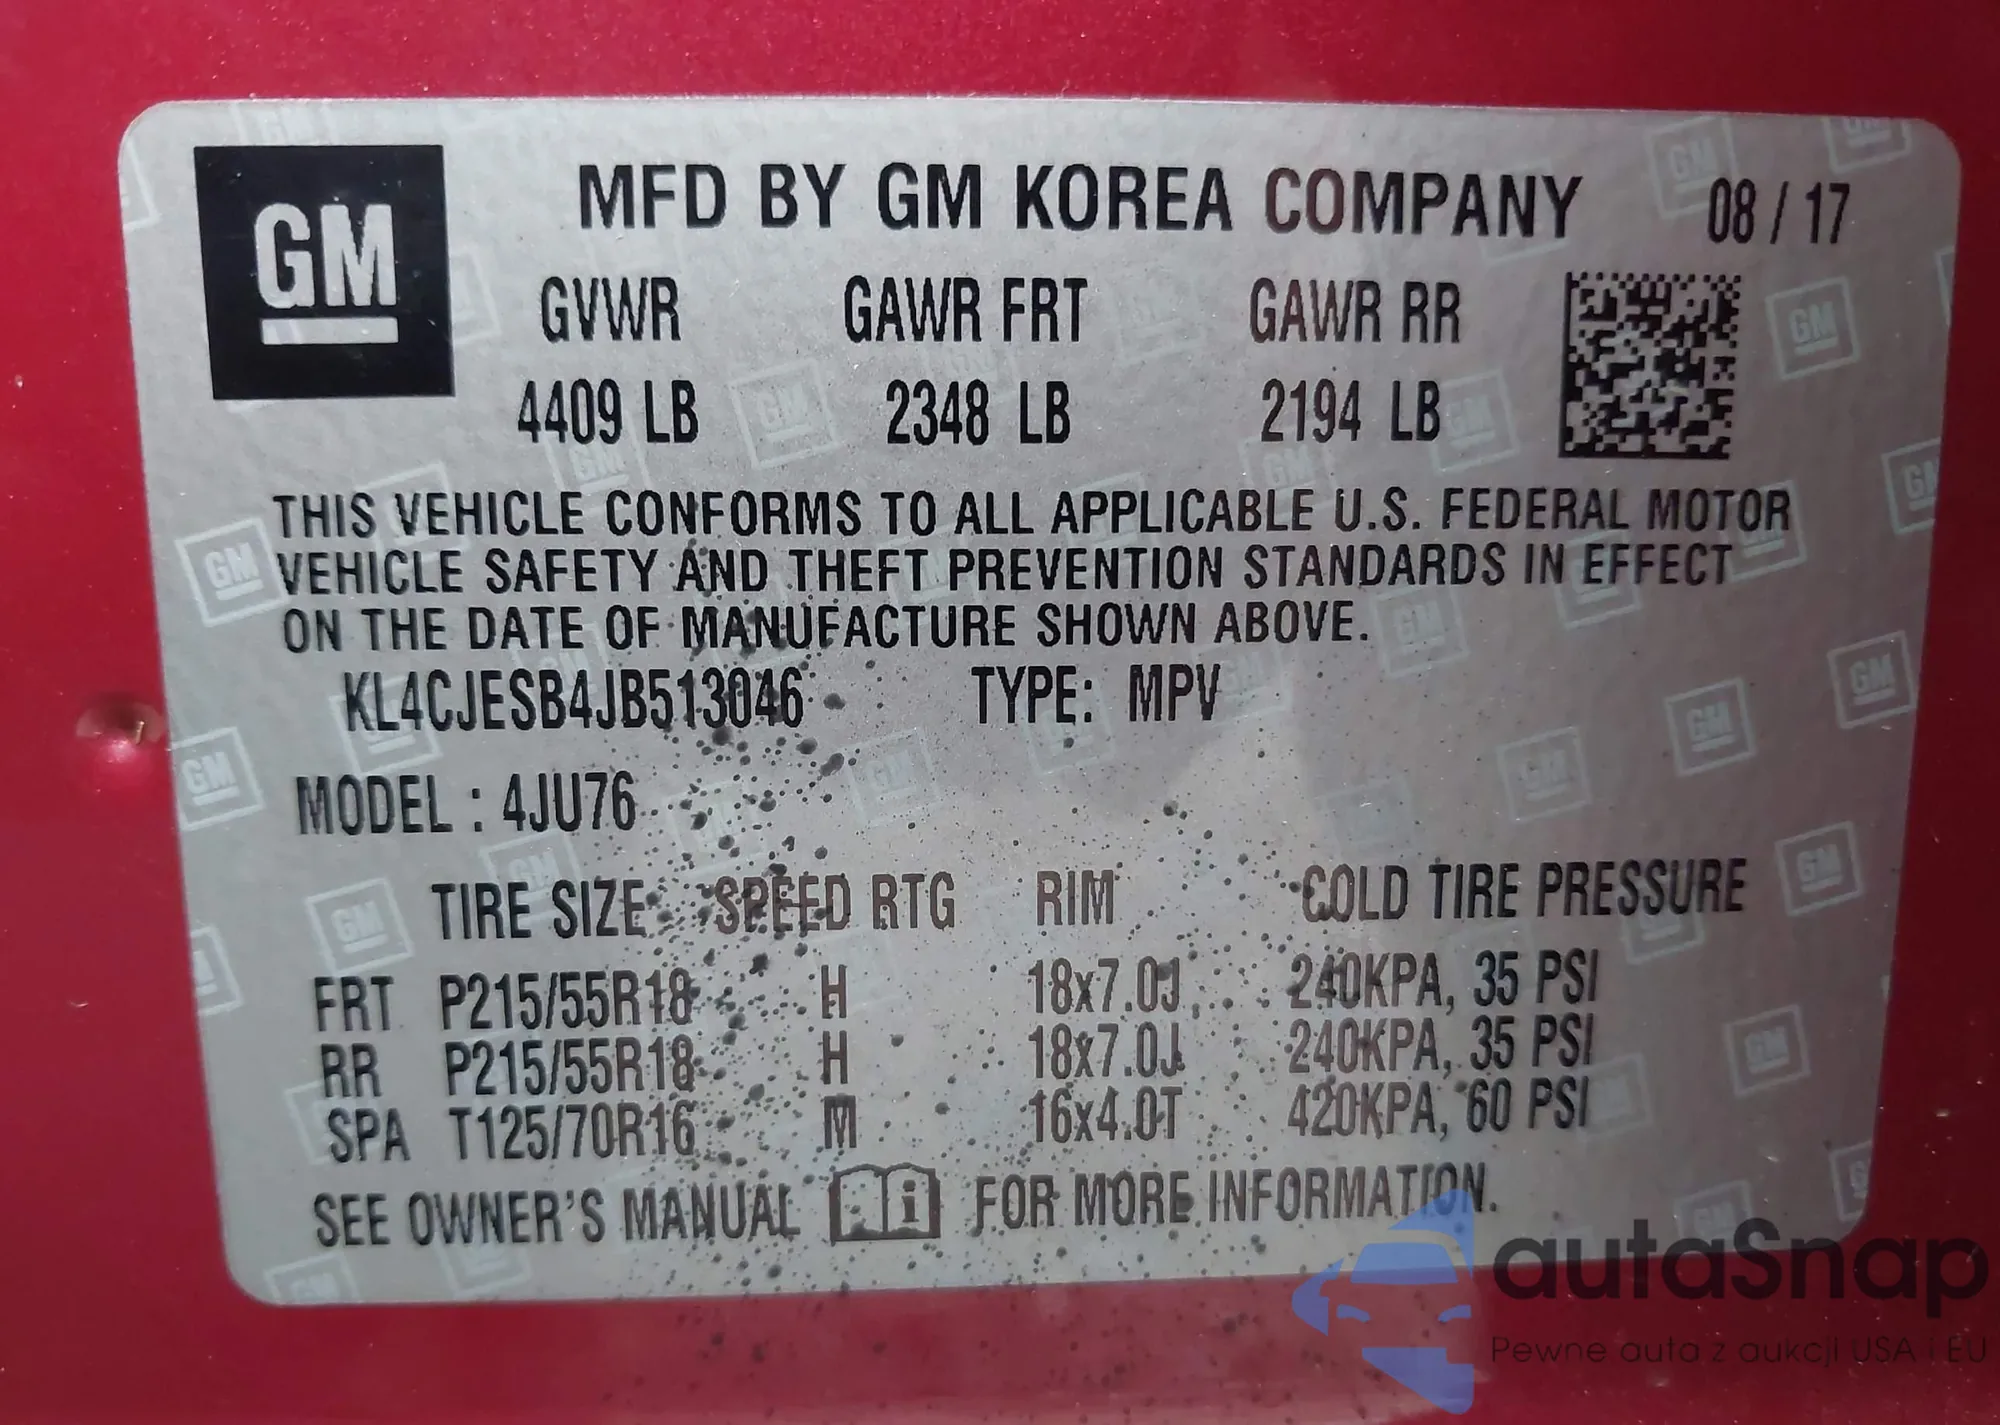 GM
MFD BY GM KOREA COMPANY 08 / 17
GVWR GAWR FRT GAWR RR
4409 LB 2348 LB 2194 LB
THIS VEHICLE CONFORMS TO ALL APPLICABLE U.S. FEDERAL MOTOR
VEHICLE SAFETY AND THEFT PREVENTION STANDARDS IN EFFECT
ON THE DATE OF MANUFACTURE SHOWN ABOVE.
KL4CJESB4JB513046 TYPE: MPV
MODEL : 4JU76
TIRE SIZE SPEED RTG RIM COLD TIRE PRESSURE
FRT P215/55R18 H 18x7.0J 240KPA, 35 PSI
RR P215/55R18 H 18x7.0J 240KPA, 35 PSI
SPA T125/70R16 M 16x4.0T 420KPA, 60 PSI
SEE OWNER'S MANUAL i FOR MORE INFORMATION.
autaSnap
Pewne auta z aukcji USA i EU